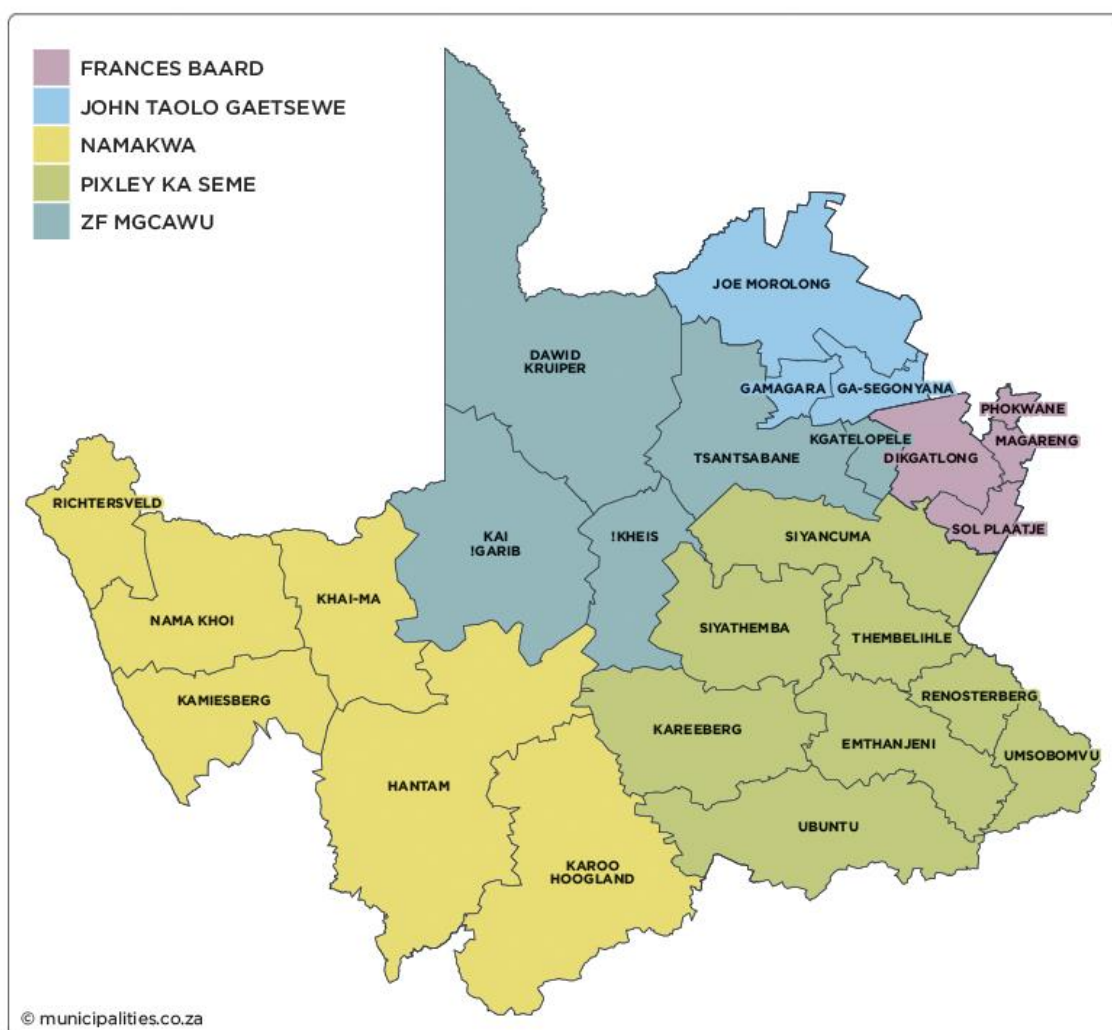 FRANCES BAARD
JOHN TAOLO GAETSEWE
NAMAKWA
PIXLEY KA SEME
ZF MGCAWU
JOE MOROLONG
DAWID
KRUIPER
GAMAGARA
GA-SEGONYANA
PHOKWANE
KGATELOPELE
MAGARENG
TSANTSABANE
DIKGATLONG
RICHTERSVELD
SOL PLAATJE
KAI
!GARIB
!KHEIS
SIYANCUMA
KHAI-MA
NAMA KHOI
SIYATHEMBA
THEMBELIHLE
KAMIESBERG
RENOSTERBERG
KAREEBERG
EMTHANJENI
UMSOBOMVU
HANTAM
UBUNTU
KAROO
HOOGLAND
© municipalities.co.za